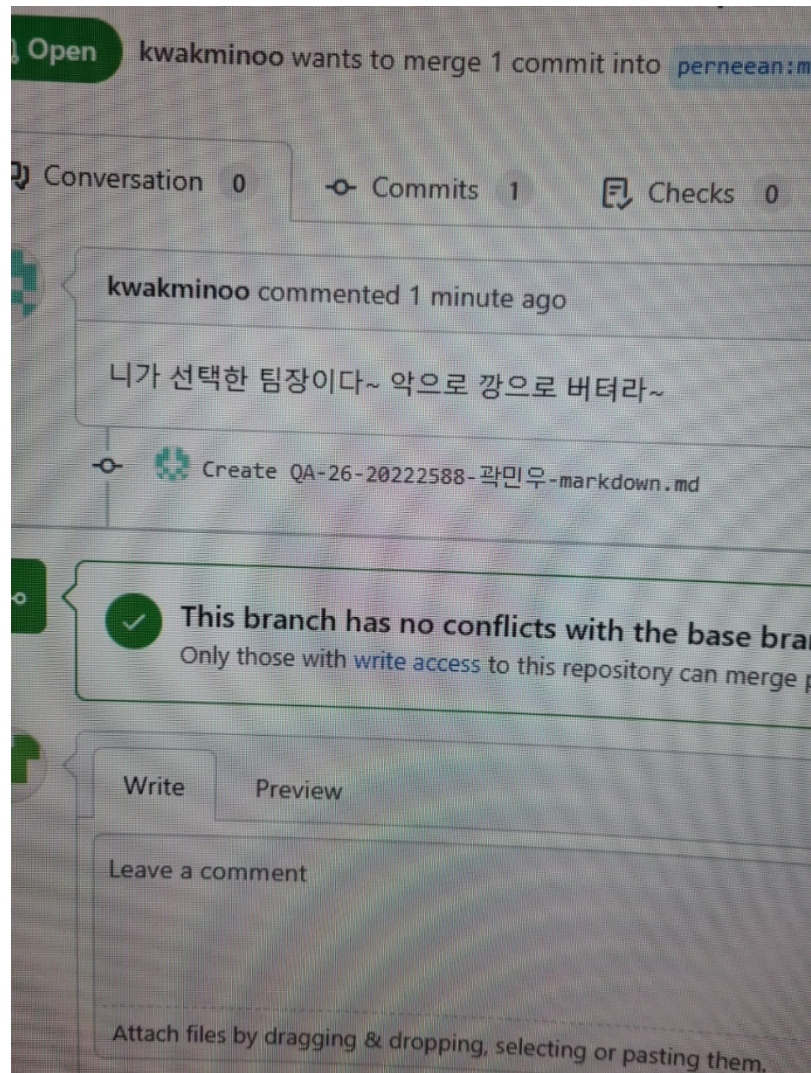 Open kwakminoo wants to merge 1 commit into
Conversation 0 Commits 1 Checks 0
kwakminoo commented 1 minute ago
니가 선택한 팀장이다~ 악으로 깡으로 버텨라~
Create QA-26-20222588-곽민우-markdown.md
This branch has no conflicts with the base
Only those with write access to this repository can merge
Write Preview
Leave a comment
Attach files by dragging & dropping, selecting or pasting them.